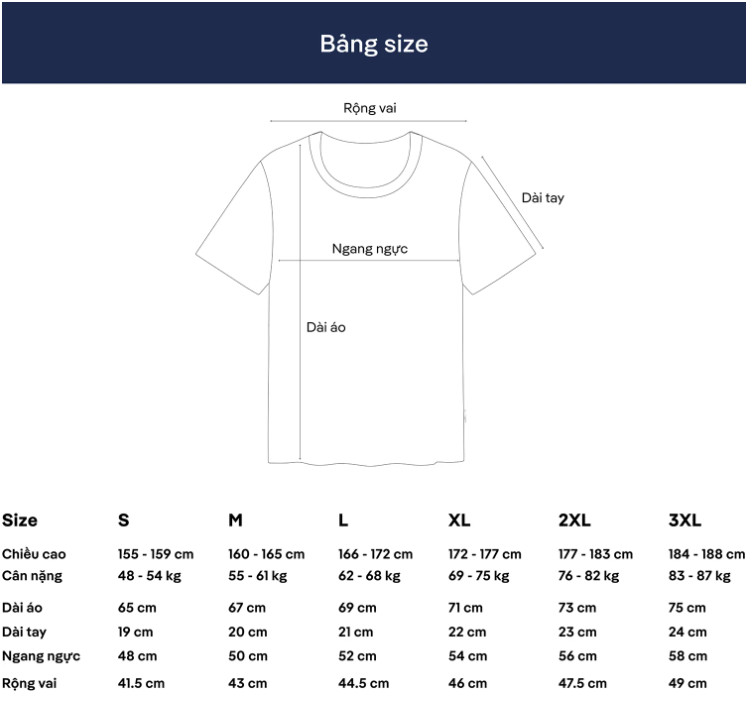 Bảng size
Rộng vai
Dài tay
Ngang ngực
Dài áo
Size S M L XL 2XL 3XL
Chiều cao 155 - 159 cm 160 - 165 cm 166 - 172 cm 172 - 177 cm 177 - 183 cm 184 - 188 cm
Cân nặng 48 - 54 kg 55 - 61 kg 62 - 68 kg 69 - 75 kg 76 - 82 kg 83 - 87 kg
Dài áo 65 cm 67 cm 69 cm 71 cm 73 cm 75 cm
Dài tay 19 cm 20 cm 21 cm 22 cm 23 cm 24 cm
Ngang ngực 48 cm 50 cm 52 cm 54 cm 56 cm 58 cm
Rộng vai 41.5 cm 43 cm 44.5 cm 46 cm 47.5 cm 49 cm